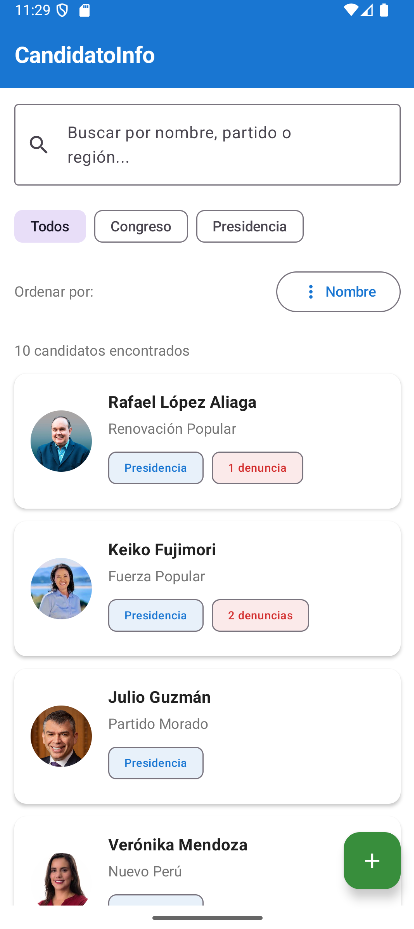 11:29
CandidatoInfo
Buscar por nombre, partido o
región...
Todos
Congreso
Presidencia
Ordenar por:
Nombre
10 candidatos encontrados
Rafael López Aliaga
Renovación Popular
Presidencia
1 denuncia
Keiko Fujimori
Fuerza Popular
Presidencia
2 denuncias
Julio Guzmán
Partido Morado
Presidencia
Verónika Mendoza
Nuevo Perú
+